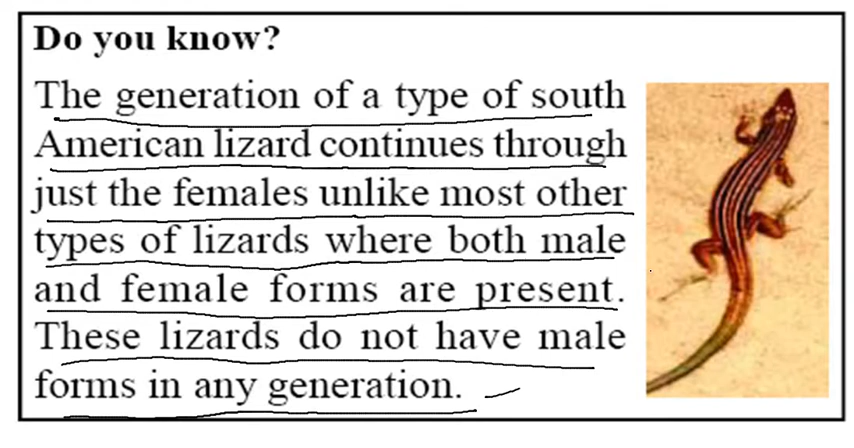 Do you know?
The generation of a type of south
American lizard continues through
just the females unlike most other
types of lizards where both male
and female forms are present.
These lizards do not have male
forms in any generation.